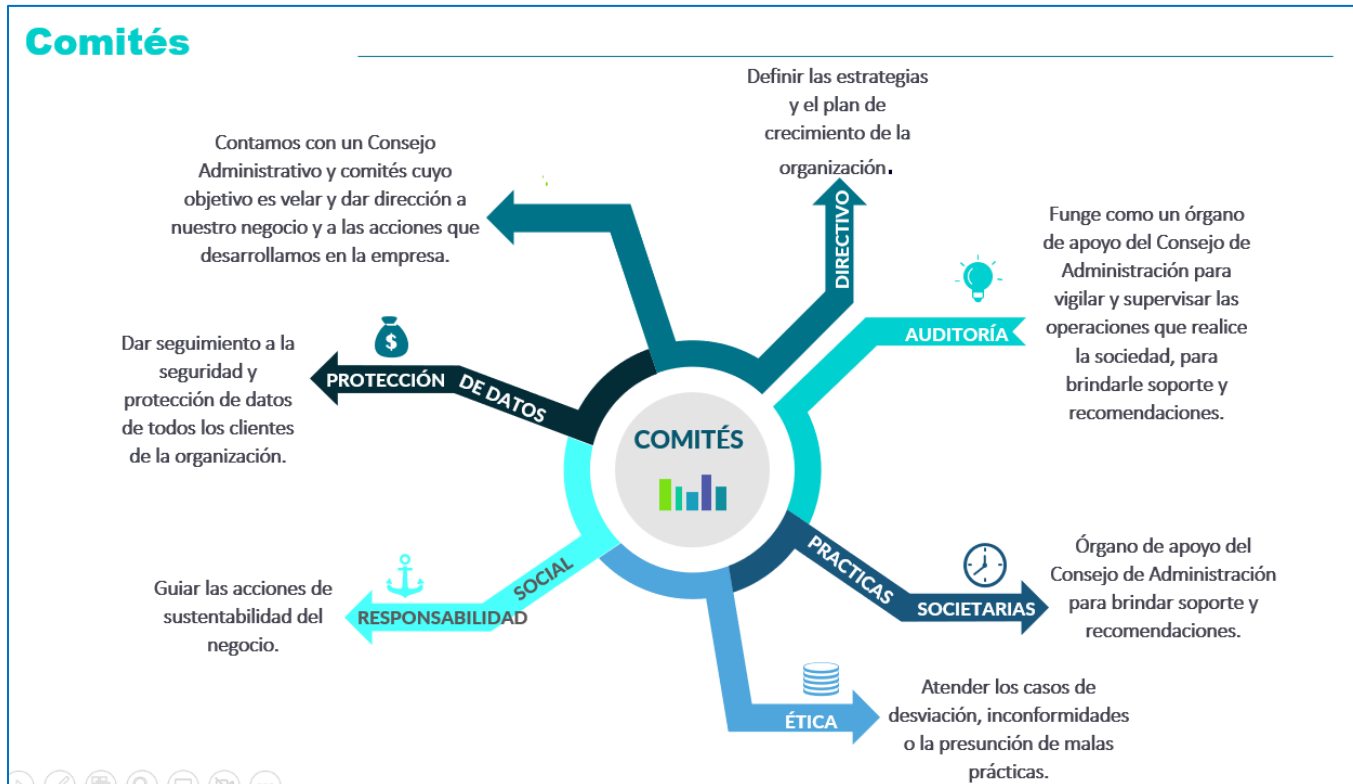 Comités
Contamos con un Consejo
Administrativo y comités cuyo
objetivo es velar y dar dirección a
nuestro negocio y a las acciones que
desarrollamos en la empresa.
Definir las estrategias
y el plan de
crecimiento de la
organización.
DIRECTIVO
Funge como un órgano
de apoyo del Consejo de
Administración para
vigilar y supervisar las
operaciones que realice
la sociedad, para
brindarle soporte y
recomendaciones.
AUDITORÍA
Dar seguimiento a la
seguridad y
protección de datos
de todos los clientes
de la organización.
$
PROTECCIÓN DE DATOS
COMITÉS
Guiar las acciones de
sustentabilidad del
negocio.
RESPONSABILIDAD
SOCIAL
PRACTICAS
SOCIETARIAS
Órgano de apoyo del
Consejo de Administración
para brindar soporte y
recomendaciones.
ÉTICA
Atender los casos de
desviación, inconformidades
o la presunción de malas
prácticas.